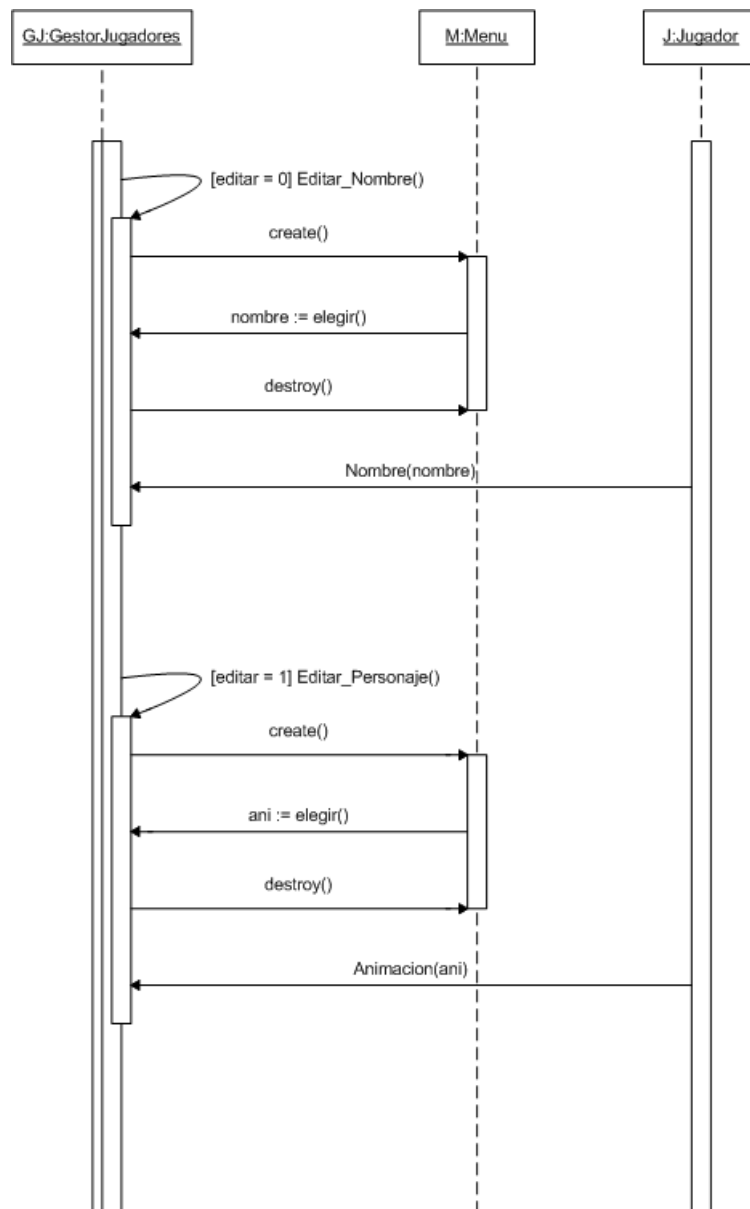 GJ:GestorJugadores
M:Menu
J:Jugador
[editar = 0] Editar_Nombre()
create()
nombre := elegir()
destroy()
Nombre(nombre)
[editar = 1] Editar_Personaje()
create()
ani := elegir()
destroy()
Animacion(ani)